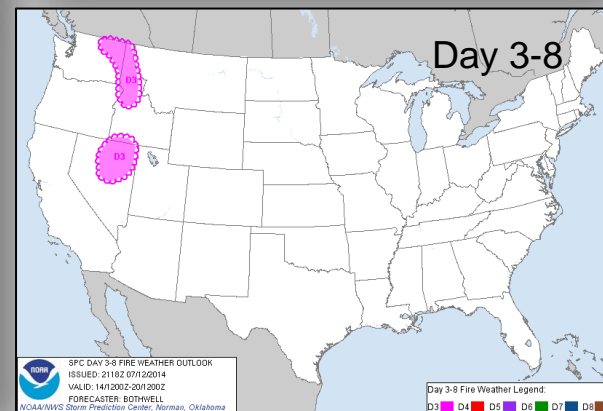 Day 3-8
D3
D3
NOAA
SPC DAY 3-8 FIRE WEATHER OUTLOOK
ISSUED: 2118Z 07/12/2014
VALID: 14/1200Z-20/1200Z
FORECASTER: BOTHWELL
NOAA/NWS Storm Prediction Center, Norman, Oklahoma
Day 3-8 Fire Weather Legend:
D3 D4 D5 D6 D7 D8